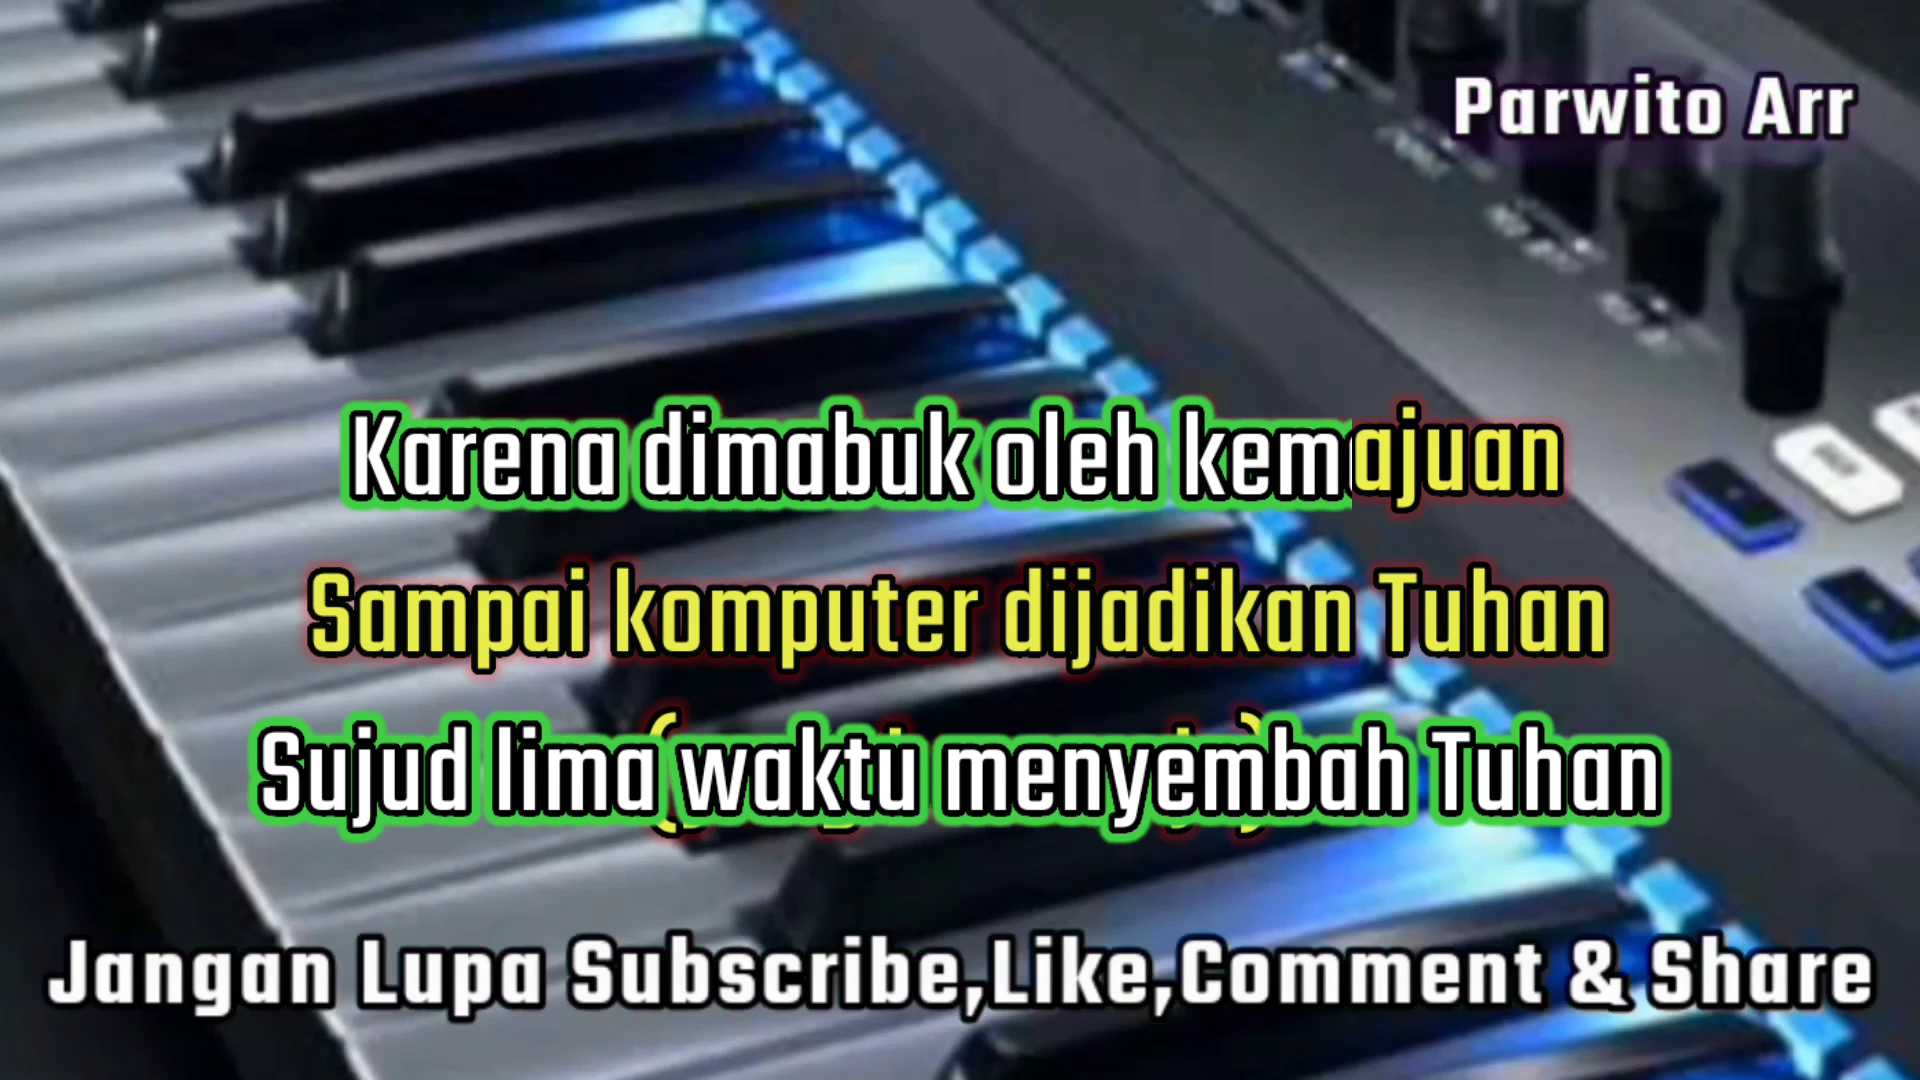 Parwito Arr
Karena dimabuk oleh kemajuan
Sampai komputer dijadikan Tuhan
Sujud lima waktu menyembah Tuhan
Jangan Lupa Subscribe,Like,Comment & Share